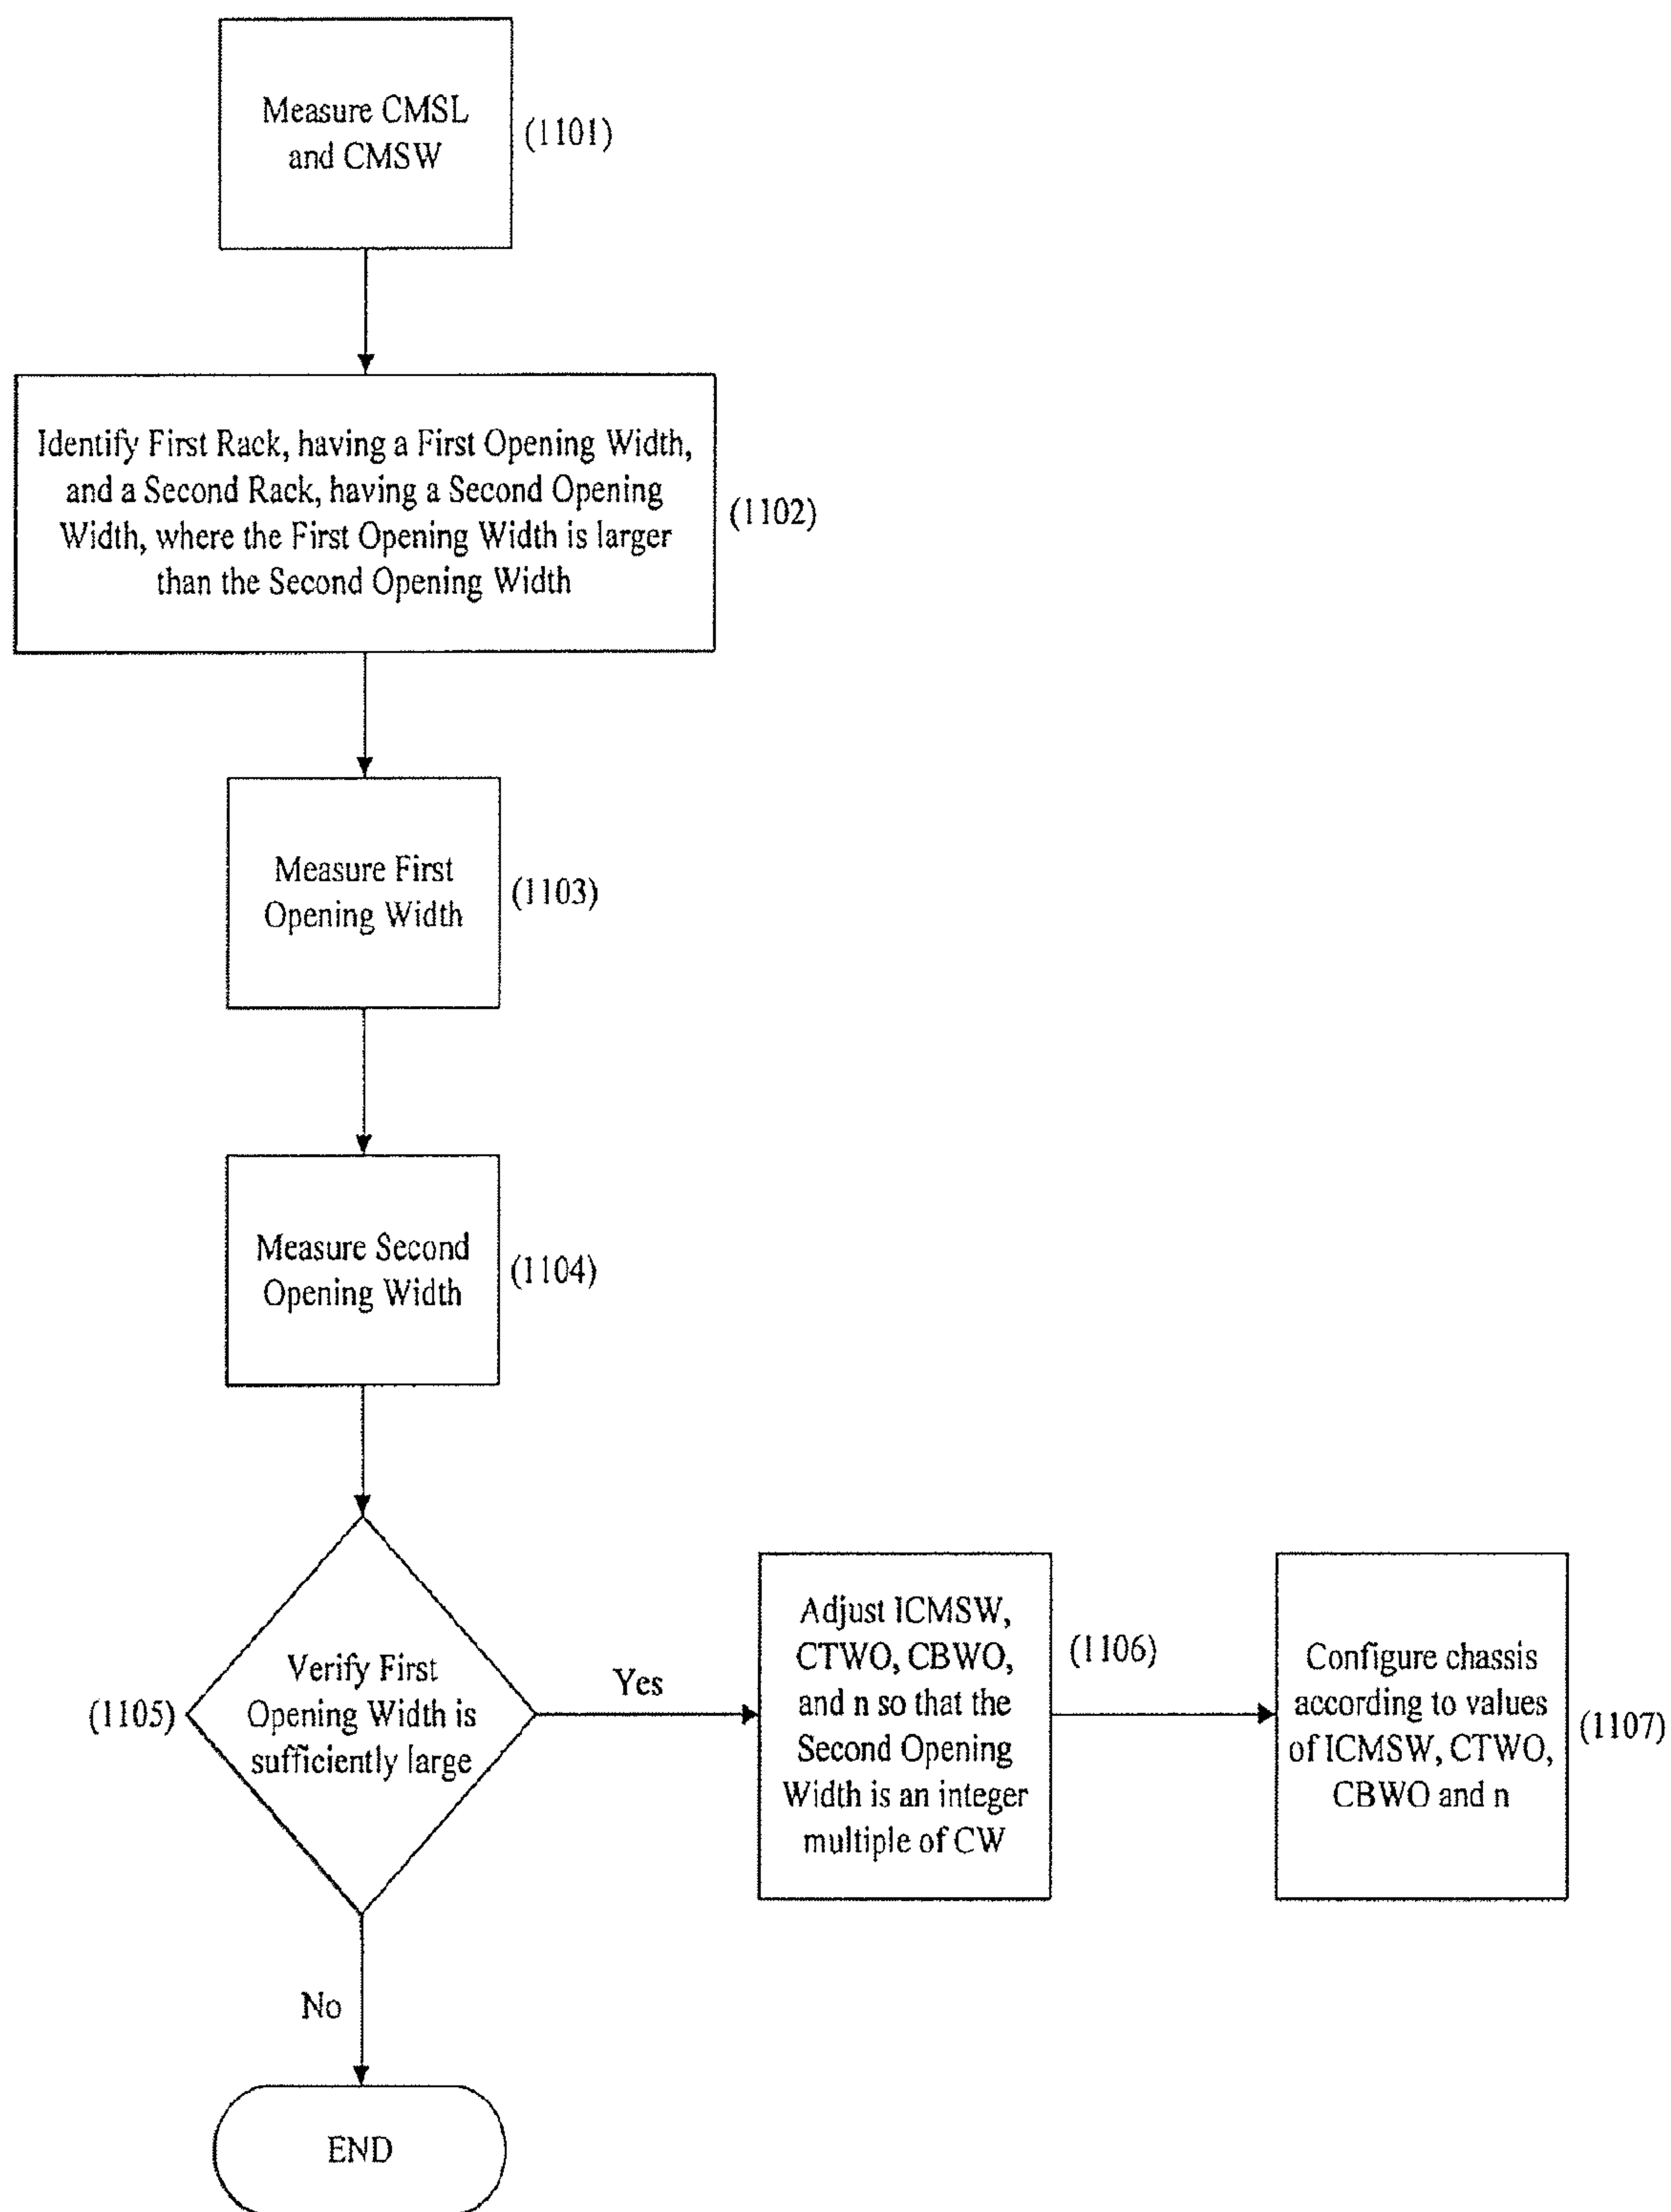 Measure CMSL
and CMSW
(1101)
Identify First Rack, having a First Opening Width,
and a Second Rack, having a Second Opening
Width, where the First Opening Width is larger
than the Second Opening Width
(1102)
Measure First
Opening Width
(1103)
Measure Second
Opening Width
(1104)
Verify First
Opening Width is
sufficiently large
(1105)
Yes
Adjust ICMSW,
CTWO, CBWO,
and n so that the
Second Opening
Width is an integer
multiple of CW
(1106)
Configure chassis
according to values
of ICMSW, CTWO,
CBWO and n
(1107)
No
END